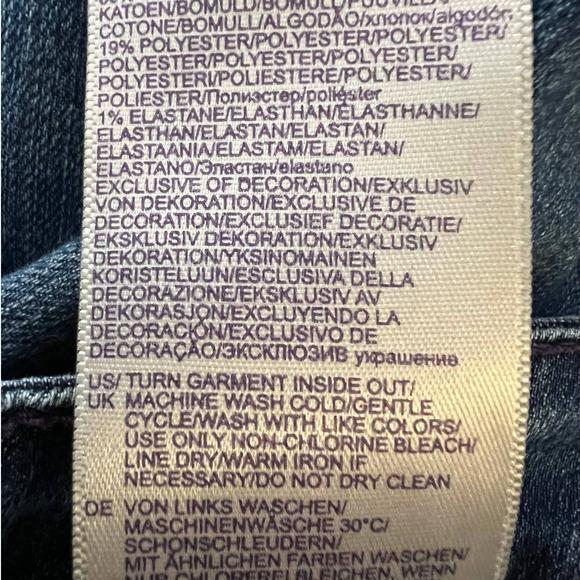 KATOEN/BOMULD/BOMULL/PUUVILLA/
COTONE/BOMULL/ALGODÃO/хлопок/algodón
19% POLYESTER/POLYESTER/POLYESTER/
POLYESTER/POLYESTER/POLYESTER/
POLYESTERI/POLIESTERE/POLYESTER/
POLIESTER/Полиэстер/poliéster
1% ELASTANE/ELASTHAN/ÉLASTHANNE/
ELASTHAN/ELASTAN/ELASTAN/
ELASTAANIA/ELASTAM/ELASTAN/
ELASTANO/Эластан/elastano
EXCLUSIVE OF DECORATION/EXKLUSIV
VON DEKORATION/EXCLUSIVE DE
DECORATION/EXCLUSIEF DECORATIE/
EKSKLUSIV DEKORATION/EXKLUSIV
DEKORATION/YKSINOMAINEN
KORISTELUUN/ESCLUSIVA DELLA
DECORAZIONE/EKSKLUSIV AV
DEKORASJON/EXCLUYENDO LA
DECORACIÓN/EXCLUSIVO DE
DECORAÇÃO/ЭКСКЛЮЗИВ украшение
US/ TURN GARMENT INSIDE OUT/
UK MACHINE WASH COLD/GENTLE
CYCLE/WASH WITH LIKE COLORS/
USE ONLY NON-CHLORINE BLEACH/
LINE DRY/WARM IRON IF
NECESSARY/DO NOT DRY CLEAN
DE VON LINKS WASCHEN/
MASCHINENWÄSCHE 30°C/
SCHONSCHLEUDERN/
MIT ÄHNLICHEN FARBEN WASCHEN/
NUR CHLORFREI BLEICHEN, WENN